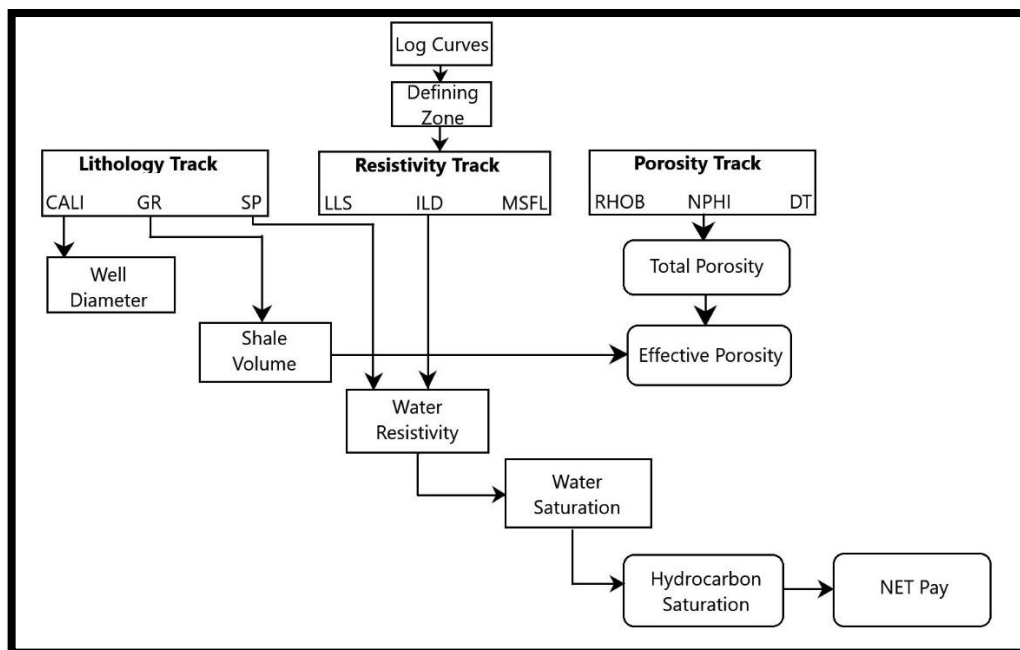 Log Curves
Defining
Zone
Lithology Track
CALI GR SP
Resistivity Track
LLS ILD MSFL
Porosity Track
RHOB NPHI DT
Well
Diameter
Total Porosity
Shale
Volume
Effective Porosity
Water
Resistivity
Water
Saturation
Hydrocarbon
Saturation
NET Pay